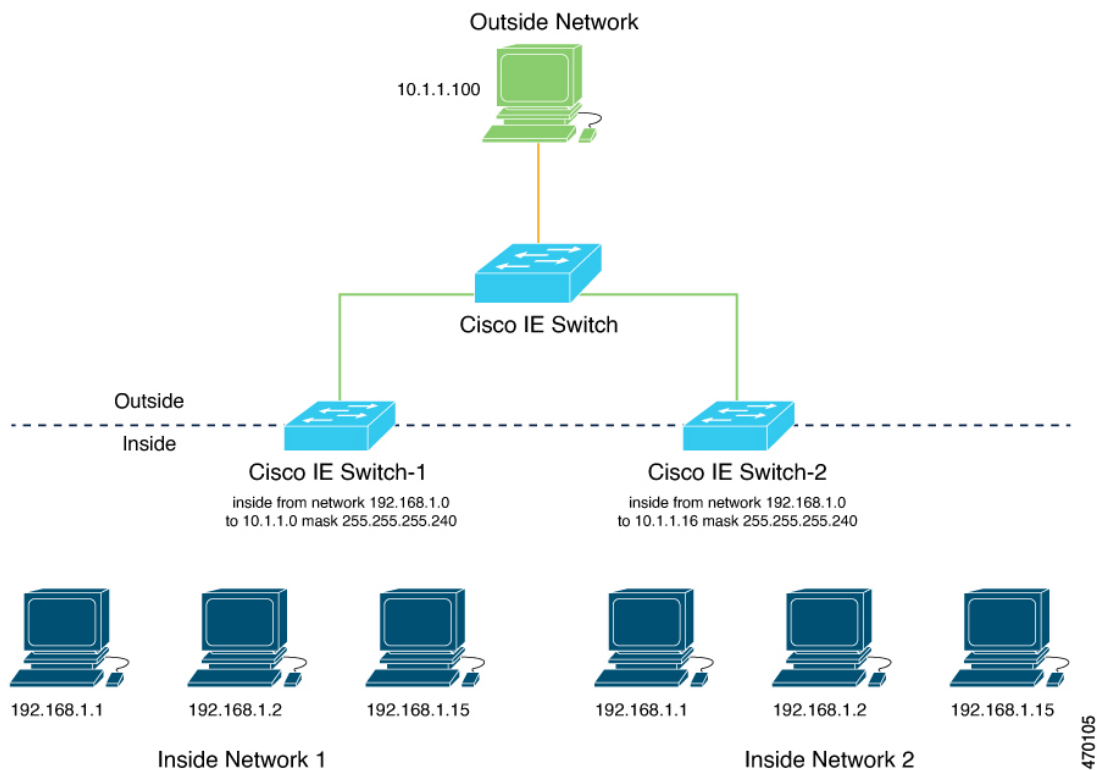 Outside Network
10.1.1.100
Cisco IE Switch
Outside
Inside
Cisco IE Switch-1
inside from network 192.168.1.0
to 10.1.1.0 mask 255.255.255.240
Cisco IE Switch-2
inside from network 192.168.1.0
to 10.1.1.16 mask 255.255.255.240
192.168.1.1
192.168.1.2
192.168.1.15
192.168.1.1
192.168.1.2
192.168.1.15
Inside Network 1
Inside Network 2
470105